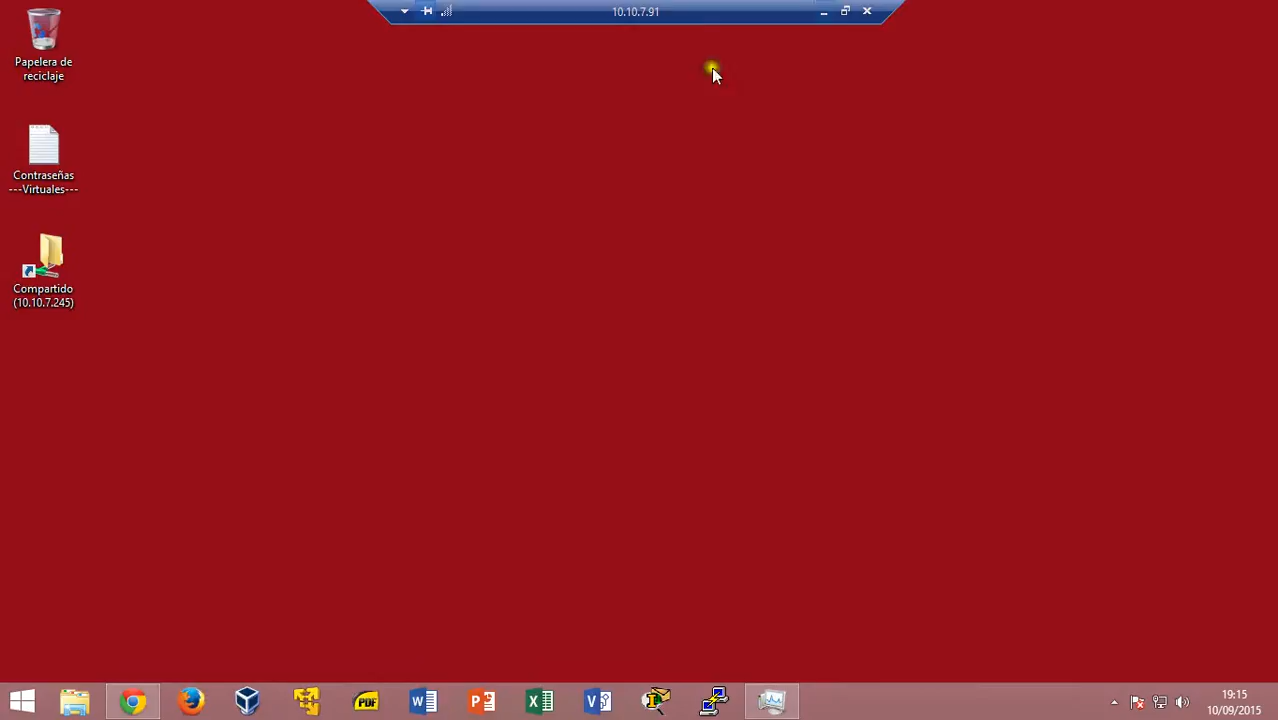 10.10.7.91
Papelera de
reciclaje
Contraseñas
---Virtuales---
Compartido
(10.10.7.245)
PDF
19:15
10/09/2015